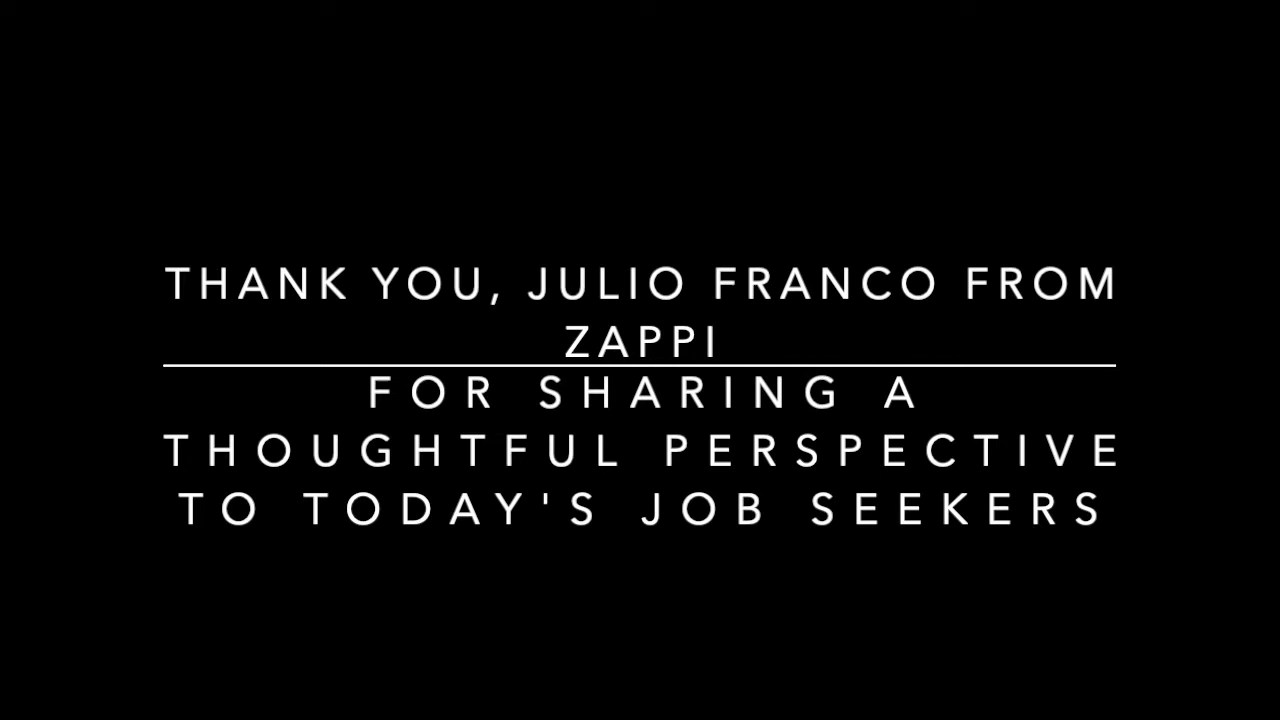 THANK YOU, JULIO FRANCO FROM
ZAPPI
FOR SHARING A
THOUGHTFUL PERSPECTIVE
TO TODAY'S JOB SEEKERS